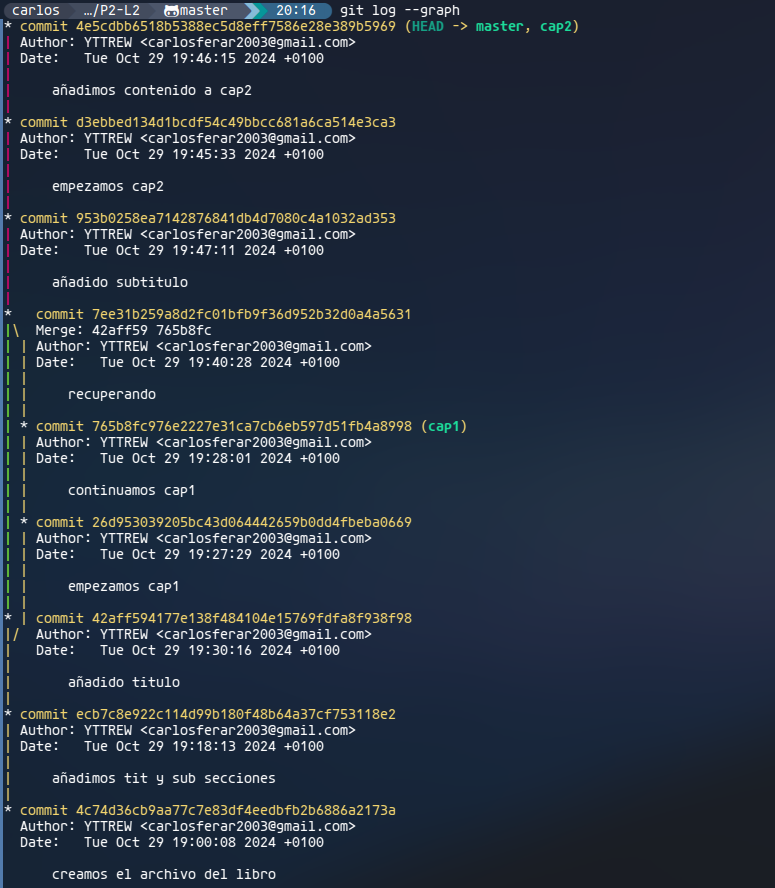 carlos …/P2-L2 master 20:16 git log --graph
* commit 4e5cdbb6518b5388ec5d8eff7586e28e389b5969 (HEAD -> master, cap2)
| Author: YTTREW <carlosferar2003@gmail.com>
| Date:   Tue Oct 29 19:46:15 2024 +0100
|
|     añadimos contenido a cap2
|
* commit d3ebbed134d1bcdf54c49bbcc681a6ca514e3ca3
| Author: YTTREW <carlosferar2003@gmail.com>
| Date:   Tue Oct 29 19:45:33 2024 +0100
|
|     empezamos cap2
|
* commit 953b0258ea7142876841db4d7080c4a1032ad353
| Author: YTTREW <carlosferar2003@gmail.com>
| Date:   Tue Oct 29 19:47:11 2024 +0100
|
|     añadido subtitulo
|
*   commit 7ee31b259a8d2fc01bfb9f36d952b32d0a4a5631
|\  Merge: 42aff59 765b8fc
| | Author: YTTREW <carlosferar2003@gmail.com>
| | Date:   Tue Oct 29 19:40:28 2024 +0100
| |
| |     recuperando
| |
| * commit 765b8fc976e2227e31ca7cb6eb597d51fb4a8998 (cap1)
| | Author: YTTREW <carlosferar2003@gmail.com>
| | Date:   Tue Oct 29 19:28:01 2024 +0100
| |
| |     continuamos cap1
| |
| * commit 26d953039205bc43d064442659b0dd4fbeba0669
| | Author: YTTREW <carlosferar2003@gmail.com>
| | Date:   Tue Oct 29 19:27:29 2024 +0100
| |
| |     empezamos cap1
| |
* | commit 42aff594177e138f484104e15769fdfa8f938f98
|/  Author: YTTREW <carlosferar2003@gmail.com>
|   Date:   Tue Oct 29 19:30:16 2024 +0100
|
|       añadido titulo
|
* commit ecb7c8e922c114d99b180f48b64a37cf753118e2
| Author: YTTREW <carlosferar2003@gmail.com>
| Date:   Tue Oct 29 19:18:13 2024 +0100
|
|     añadimos tit y sub secciones
|
* commit 4c74d36cb9aa77c7e83df4eedbfb2b6886a2173a
  Author: YTTREW <carlosferar2003@gmail.com>
  Date:   Tue Oct 29 19:00:08 2024 +0100

      creamos el archivo del libro